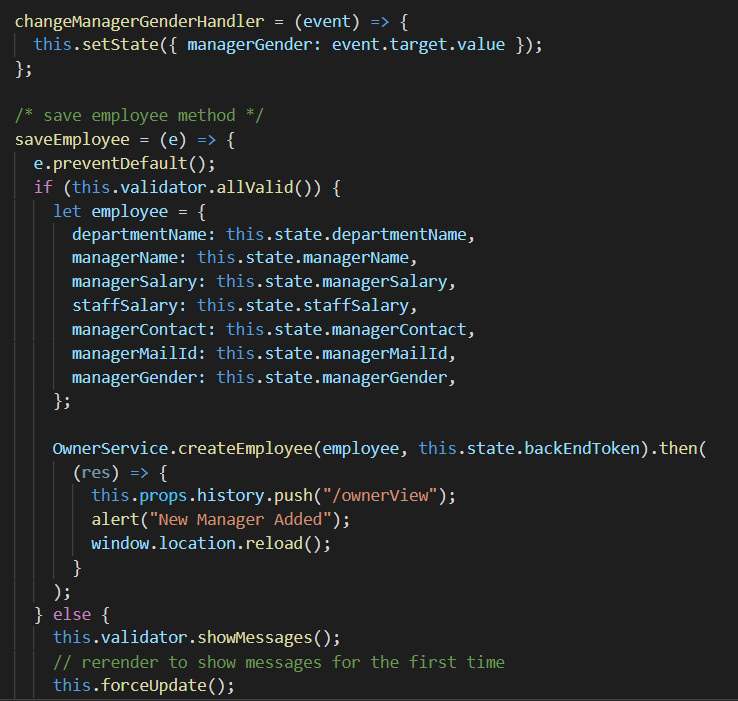 changeManagerGenderHandler = (event) => {
  this.setState({ managerGender: event.target.value });
};

/* save employee method */
saveEmployee = (e) => {
  e.preventDefault();
  if (this.validator.allValid()) {
    let employee = {
      departmentName: this.state.departmentName,
      managerName: this.state.managerName,
      managerSalary: this.state.managerSalary,
      staffSalary: this.state.staffSalary,
      managerContact: this.state.managerContact,
      managerMailId: this.state.managerMailId,
      managerGender: this.state.managerGender,
    };

    OwnerService.createEmployee(employee, this.state.backEndToken).then(
      (res) => {
        this.props.history.push("/ownerView");
        alert("New Manager Added");
        window.location.reload();
      }
    );
  } else {
    this.validator.showMessages();
    // rerender to show messages for the first time
    this.forceUpdate();